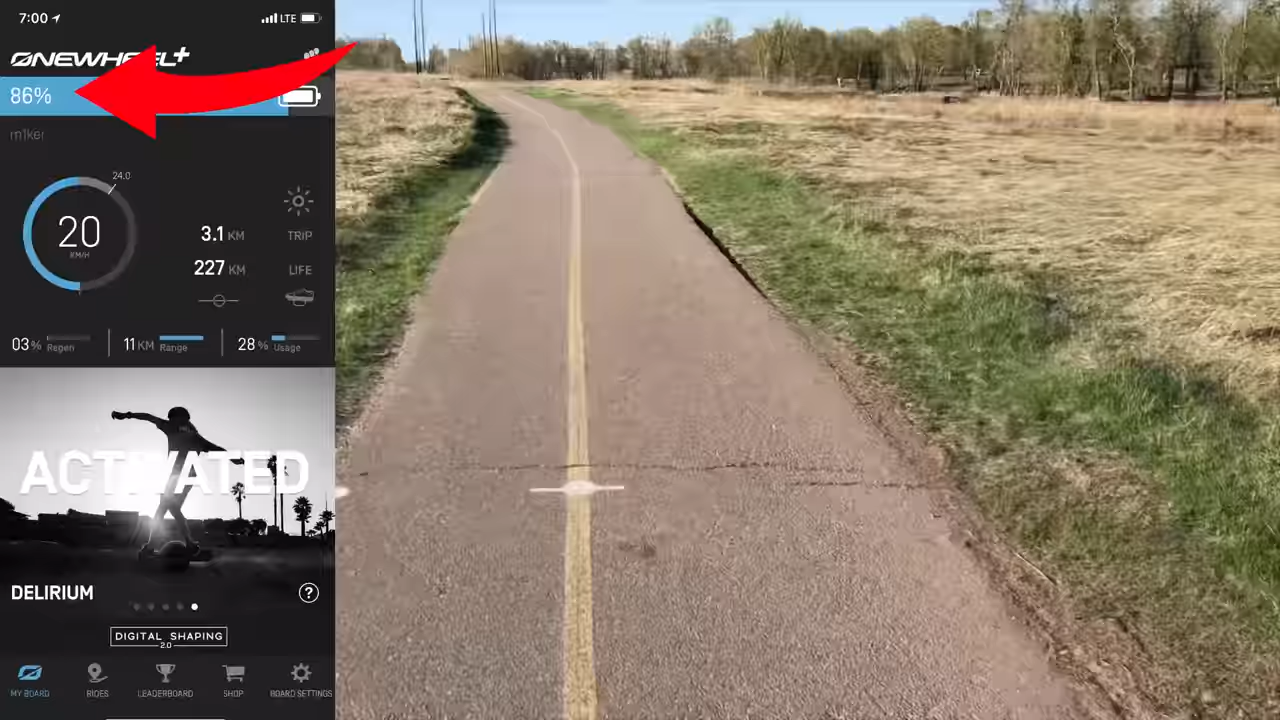 7:00
LTE
ONEWHEEL+
86%
m1ker
24.0
20
KM/H
3.1 KM TRIP
227 KM LIFE
03% Regen
11 KM Range
28% Usage
ACTIVATED
DELIRIUM
?
DIGITAL SHAPING
2.0
MY BOARD
RIDES
LEADERBOARD
SHOP
BOARD SETTINGS